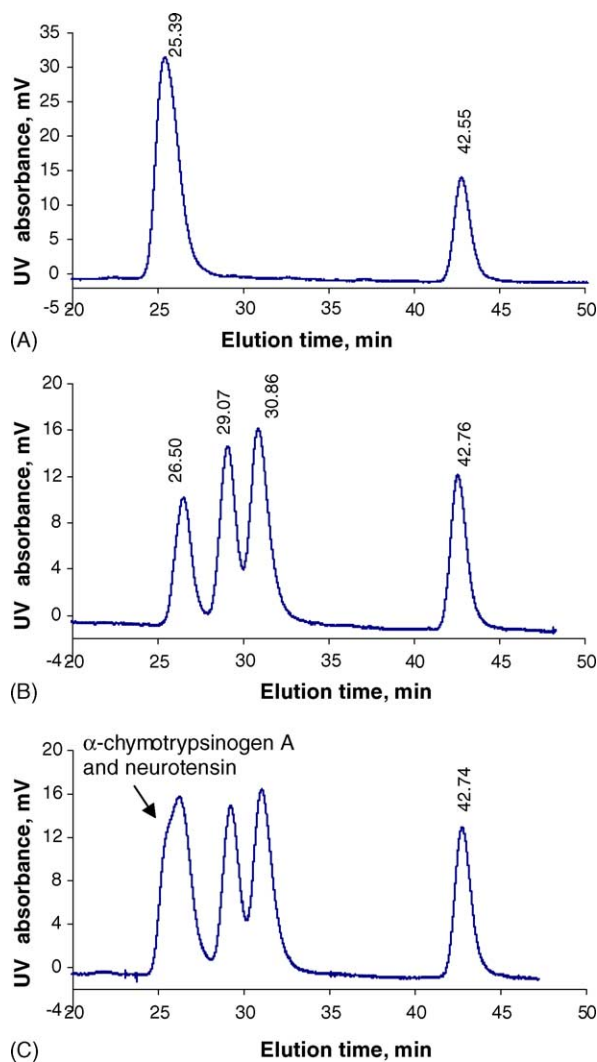 35
30
25
20
15
10
5
0
-5
UV absorbance, mV
25.39
42.55
20 25 30 35 40 45 50
Elution time, min
(A)
20
16
12
8
4
0
-4
UV absorbance, mV
26.50
29.07
30.86
42.76
20 25 30 35 40 45 50
Elution time, min
(B)
α-chymotrypsinogen A
and neurotensin
20
16
12
8
4
0
-4
UV absorbance, mV
42.74
20 25 30 35 40 45 50
Elution time, min
(C)